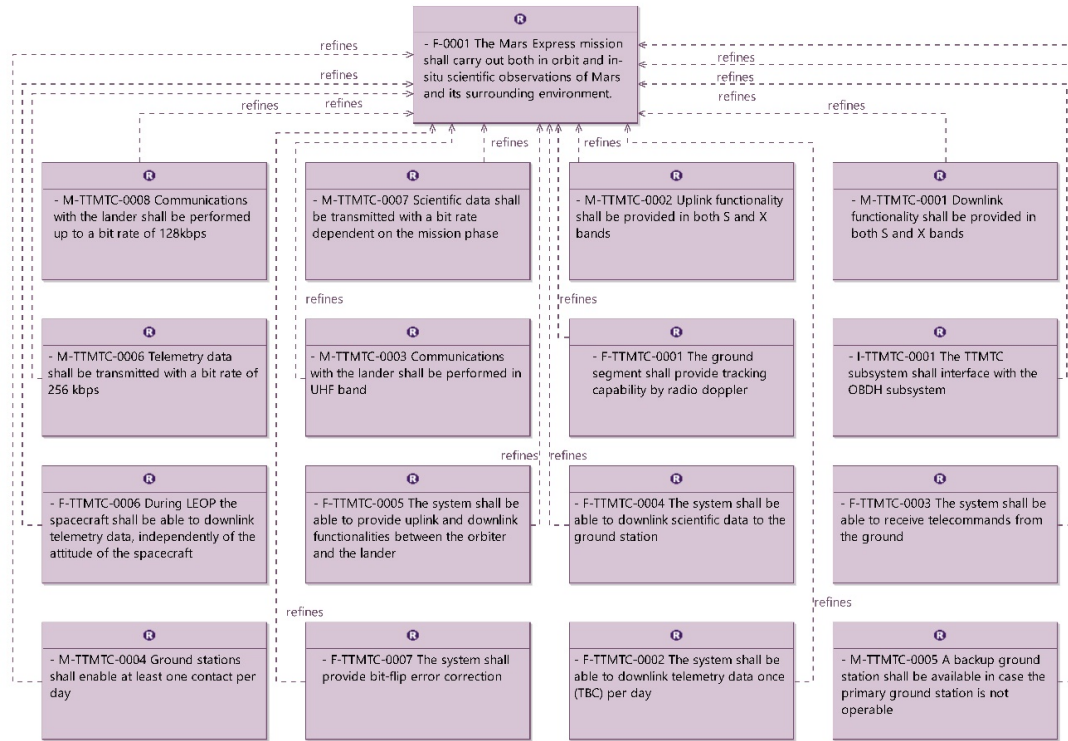 R
- F-0001 The Mars Express mission
shall carry out both in orbit and in-
situ scientific observations of Mars
and its surrounding environment.
refines
refines
refines
refines
refines
refines
refines
refines
refines
refines
R
- M-TTMTC-0008 Communications
with the lander shall be performed
up to a bit rate of 128kbps
R
- M-TTMTC-0007 Scientific data shall
be transmitted with a bit rate
dependent on the mission phase
R
- M-TTMTC-0002 Uplink functionality
shall be provided in both S and X
bands
R
- M-TTMTC-0001 Downlink
functionality shall be provided in
both S and X bands
refines
refines
R
- M-TTMTC-0006 Telemetry data
shall be transmitted with a bit rate of
256 kbps
R
- M-TTMTC-0003 Communications
with the lander shall be performed in
UHF band
R
- F-TTMTC-0001 The ground
segment shall provide tracking
capability by radio doppler
R
- I-TTMTC-0001 The TTMTC
subsystem shall interface with the
OBDH subsystem
refines
refines
R
- F-TTMTC-0006 During LEOP the
spacecraft shall be able to downlink
telemetry data, independently of the
attitude of the spacecraft
R
- F-TTMTC-0005 The system shall be
able to provide uplink and downlink
functionalities between the orbiter
and the lander
R
- F-TTMTC-0004 The system shall be
able to downlink scientific data to the
ground station
R
- F-TTMTC-0003 The system shall be
able to receive telecommands from
the ground
refines
refines
R
- M-TTMTC-0004 Ground stations
shall enable at least one contact per
day
R
- F-TTMTC-0007 The system shall
provide bit-flip error correction
R
- F-TTMTC-0002 The system shall be
able to downlink telemetry data once
(TBC) per day
R
- M-TTMTC-0005 A backup ground
station shall be available in case the
primary ground station is not
operable